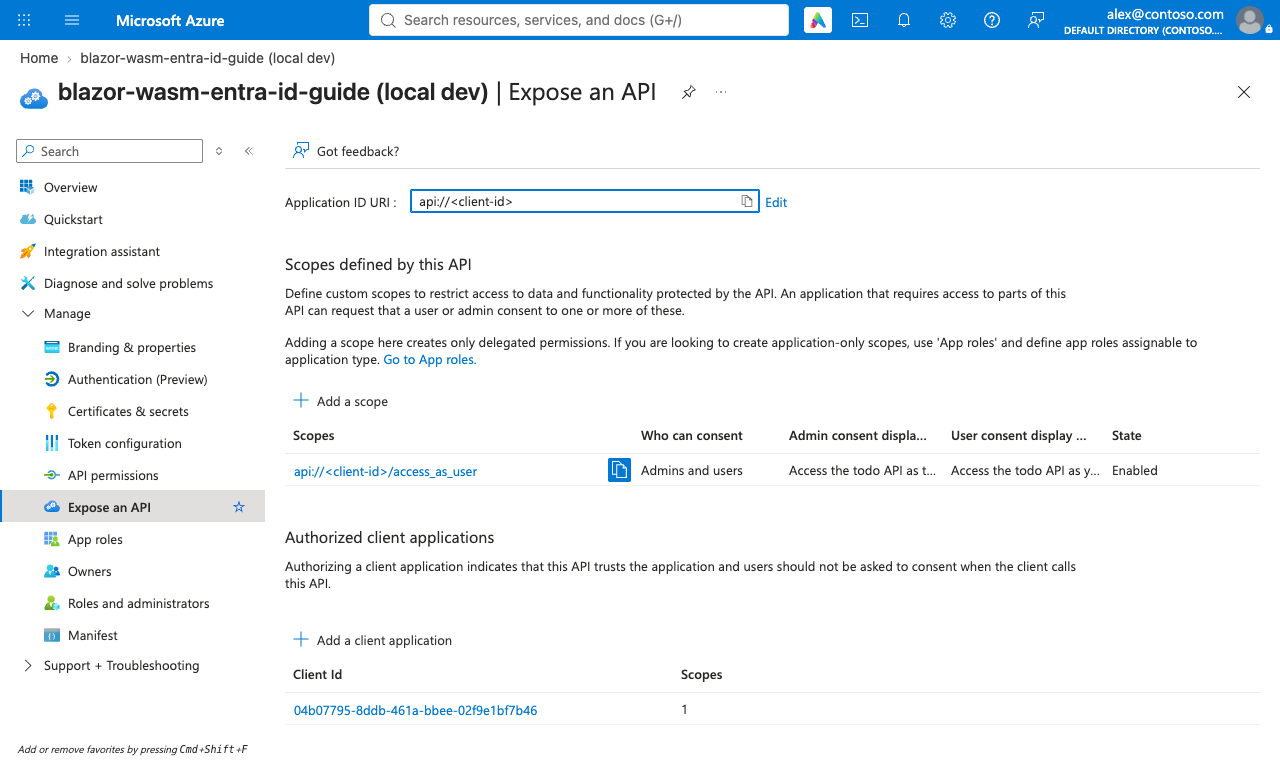 Microsoft Azure
Search resources, services, and docs (G+/)
alex@contoso.com
DEFAULT DIRECTORY (CONTOSO....
Home › blazor-wasm-entra-id-guide (local dev)
blazor-wasm-entra-id-guide (local dev) | Expose an API
Search
Overview
Quickstart
Integration assistant
Diagnose and solve problems
Manage
Branding & properties
Authentication (Preview)
Certificates & secrets
Token configuration
API permissions
Expose an API
App roles
Owners
Roles and administrators
Manifest
Support + Troubleshooting
Add or remove favorites by pressing Cmd+Shift+F
Got feedback?
Application ID URI : api://<client-id> Edit
Scopes defined by this API
Define custom scopes to restrict access to data and functionality protected by the API. An application that requires access to parts of this
API can request that a user or admin consent to one or more of these.
Adding a scope here creates only delegated permissions. If you are looking to create application-only scopes, use 'App roles' and define app roles assignable to
application type. Go to App roles.
Add a scope
Scopes Who can consent Admin consent displa... User consent display ... State
api://<client-id>/access_as_user Admins and users Access the todo API as t... Access the todo API as y... Enabled
Authorized client applications
Authorizing a client application indicates that this API trusts the application and users should not be asked to consent when the client calls
this API.
Add a client application
Client Id Scopes
04b07795-8ddb-461a-bbee-02f9e1bf7b46 1